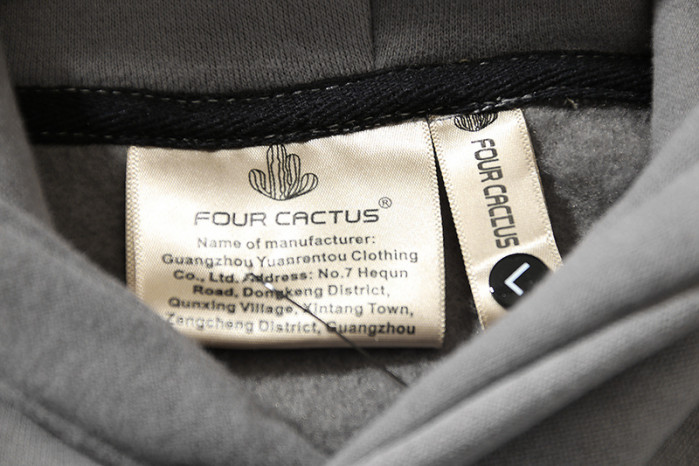 FOUR CACTUS®
Name of manufacturer:
Guangzhou Yuanrentou Clothing
Co., Ltd. Address: No.7 Hequn
Road, Dongkeng District,
Qunxing Village, Xintang Town,
Zengcheng District, Guangzhou
FOUR CACTUS
L